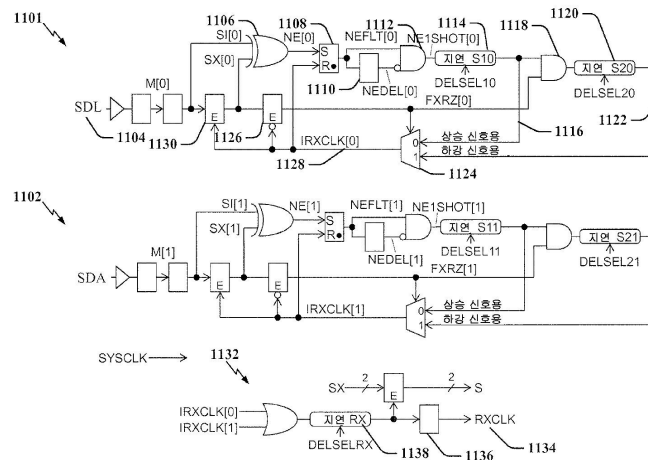 1101
1106
1108
1112
1114
1118
1120
SI[0]
NE[0]
NEFLT[0]
NE1SHOT[0]
S
R
지연 S10
지연 S20
SX[0]
M[0]
1110
NEDEL[0]
DELSEL10
DELSEL20
SDL
E
FXRZ[0]
1104
1130
1126
1128
IRXCLK[0]
0
1
상승 신호용
하강 신호용
1116
1122
1124
1102
SI[1]
NE[1]
NEFLT[1]
NE1SHOT[1]
S
R
지연 S11
지연 S21
SX[1]
M[1]
NEDEL[1]
DELSEL11
DELSEL21
SDA
E
FXRZ[1]
IRXCLK[1]
0
1
상승 신호용
하강 신호용
SYSCLK
1132
SX
2
E
2
S
IRXCLK[0]
IRXCLK[1]
지연 RX
RXCLK
DELSELRX
1138
1136
1134